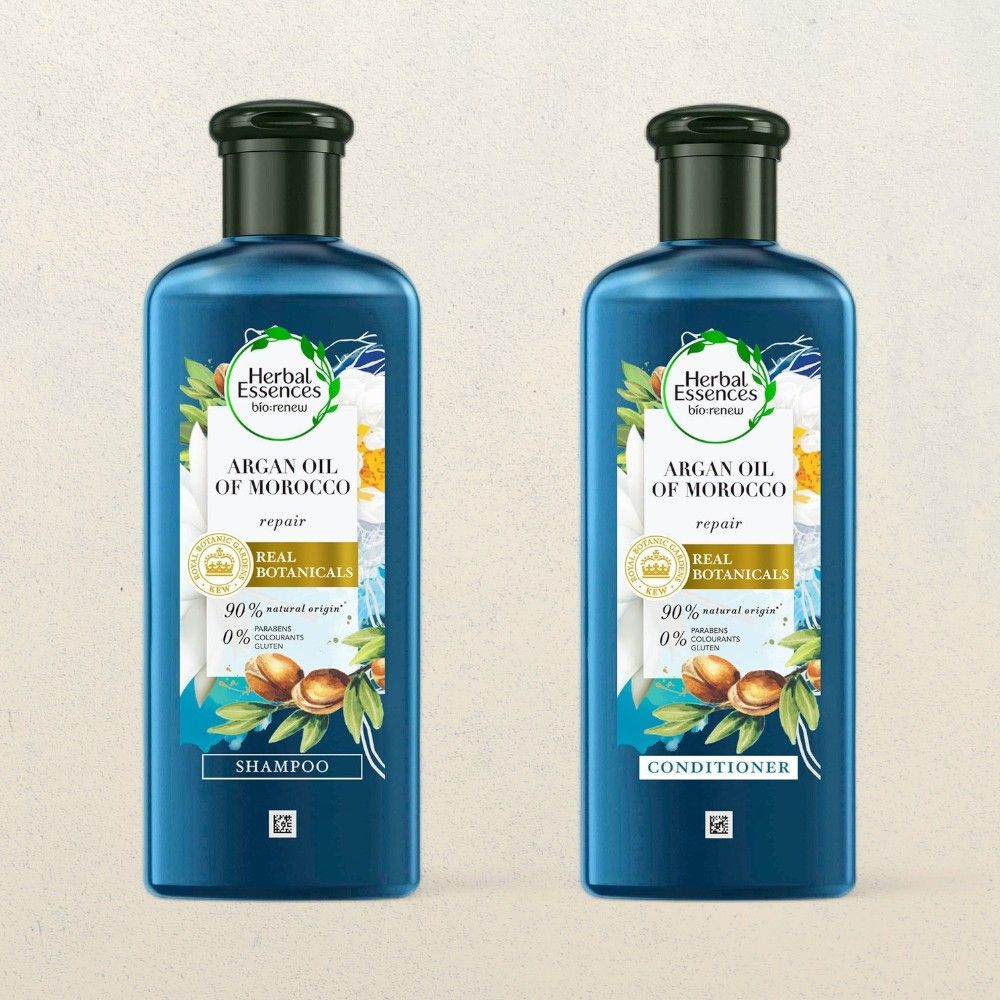 Herbal
Essences
bio:renew
ARGAN OIL
OF MOROCCO
repair
ROYAL BOTANIC GARDENS
KEW
REAL
BOTANICALS
90% natural origin*
0% PARABENS
COLOURANTS
GLUTEN
SHAMPOO
Herbal
Essences
bio:renew
ARGAN OIL
OF MOROCCO
repair
ROYAL BOTANIC GARDENS
KEW
REAL
BOTANICALS
90% natural origin*
0% PARABENS
COLOURANTS
GLUTEN
CONDITIONER